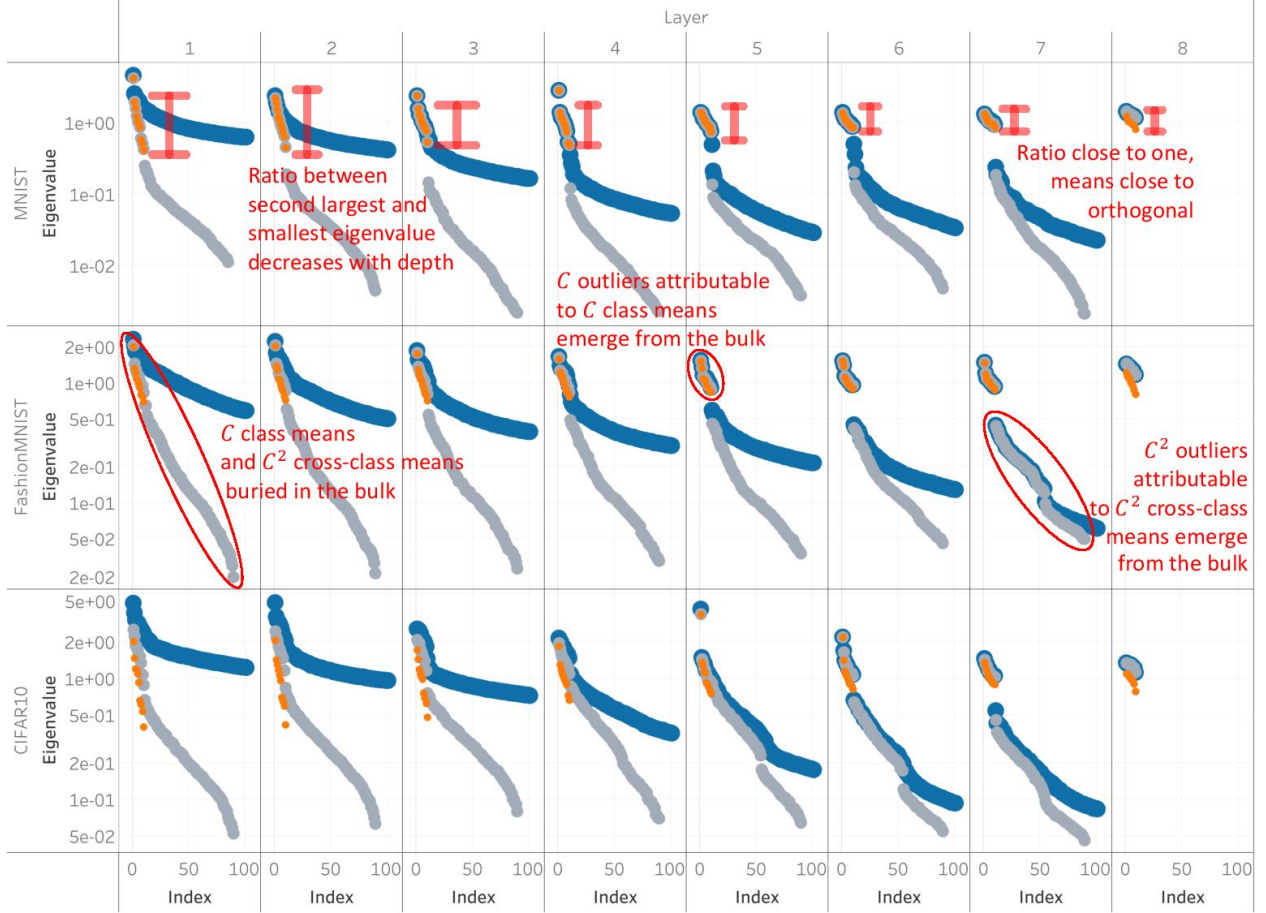 Layer
1 2 3 4 5 6 7 8
MNIST
Eigenvalue
1e+00
1e-01
1e-02
Ratio between
second largest and
smallest eigenvalue
decreases with depth
Ratio close to one,
means close to
orthogonal
C outliers attributable
to C class means
emerge from the bulk
FashionMNIST
Eigenvalue
2e+00
1e+00
5e-01
2e-01
1e-01
5e-02
2e-02
C class means
and C² cross-class means
buried in the bulk
C² outliers
attributable
to C² cross-class
means emerge
from the bulk
CIFAR10
Eigenvalue
5e+00
2e+00
1e+00
5e-01
2e-01
1e-01
5e-02
0 50 100 0 50 100 0 50 100 0 50 100 0 50 100 0 50 100 0 50 100 0 50 100
Index Index Index Index Index Index Index Index